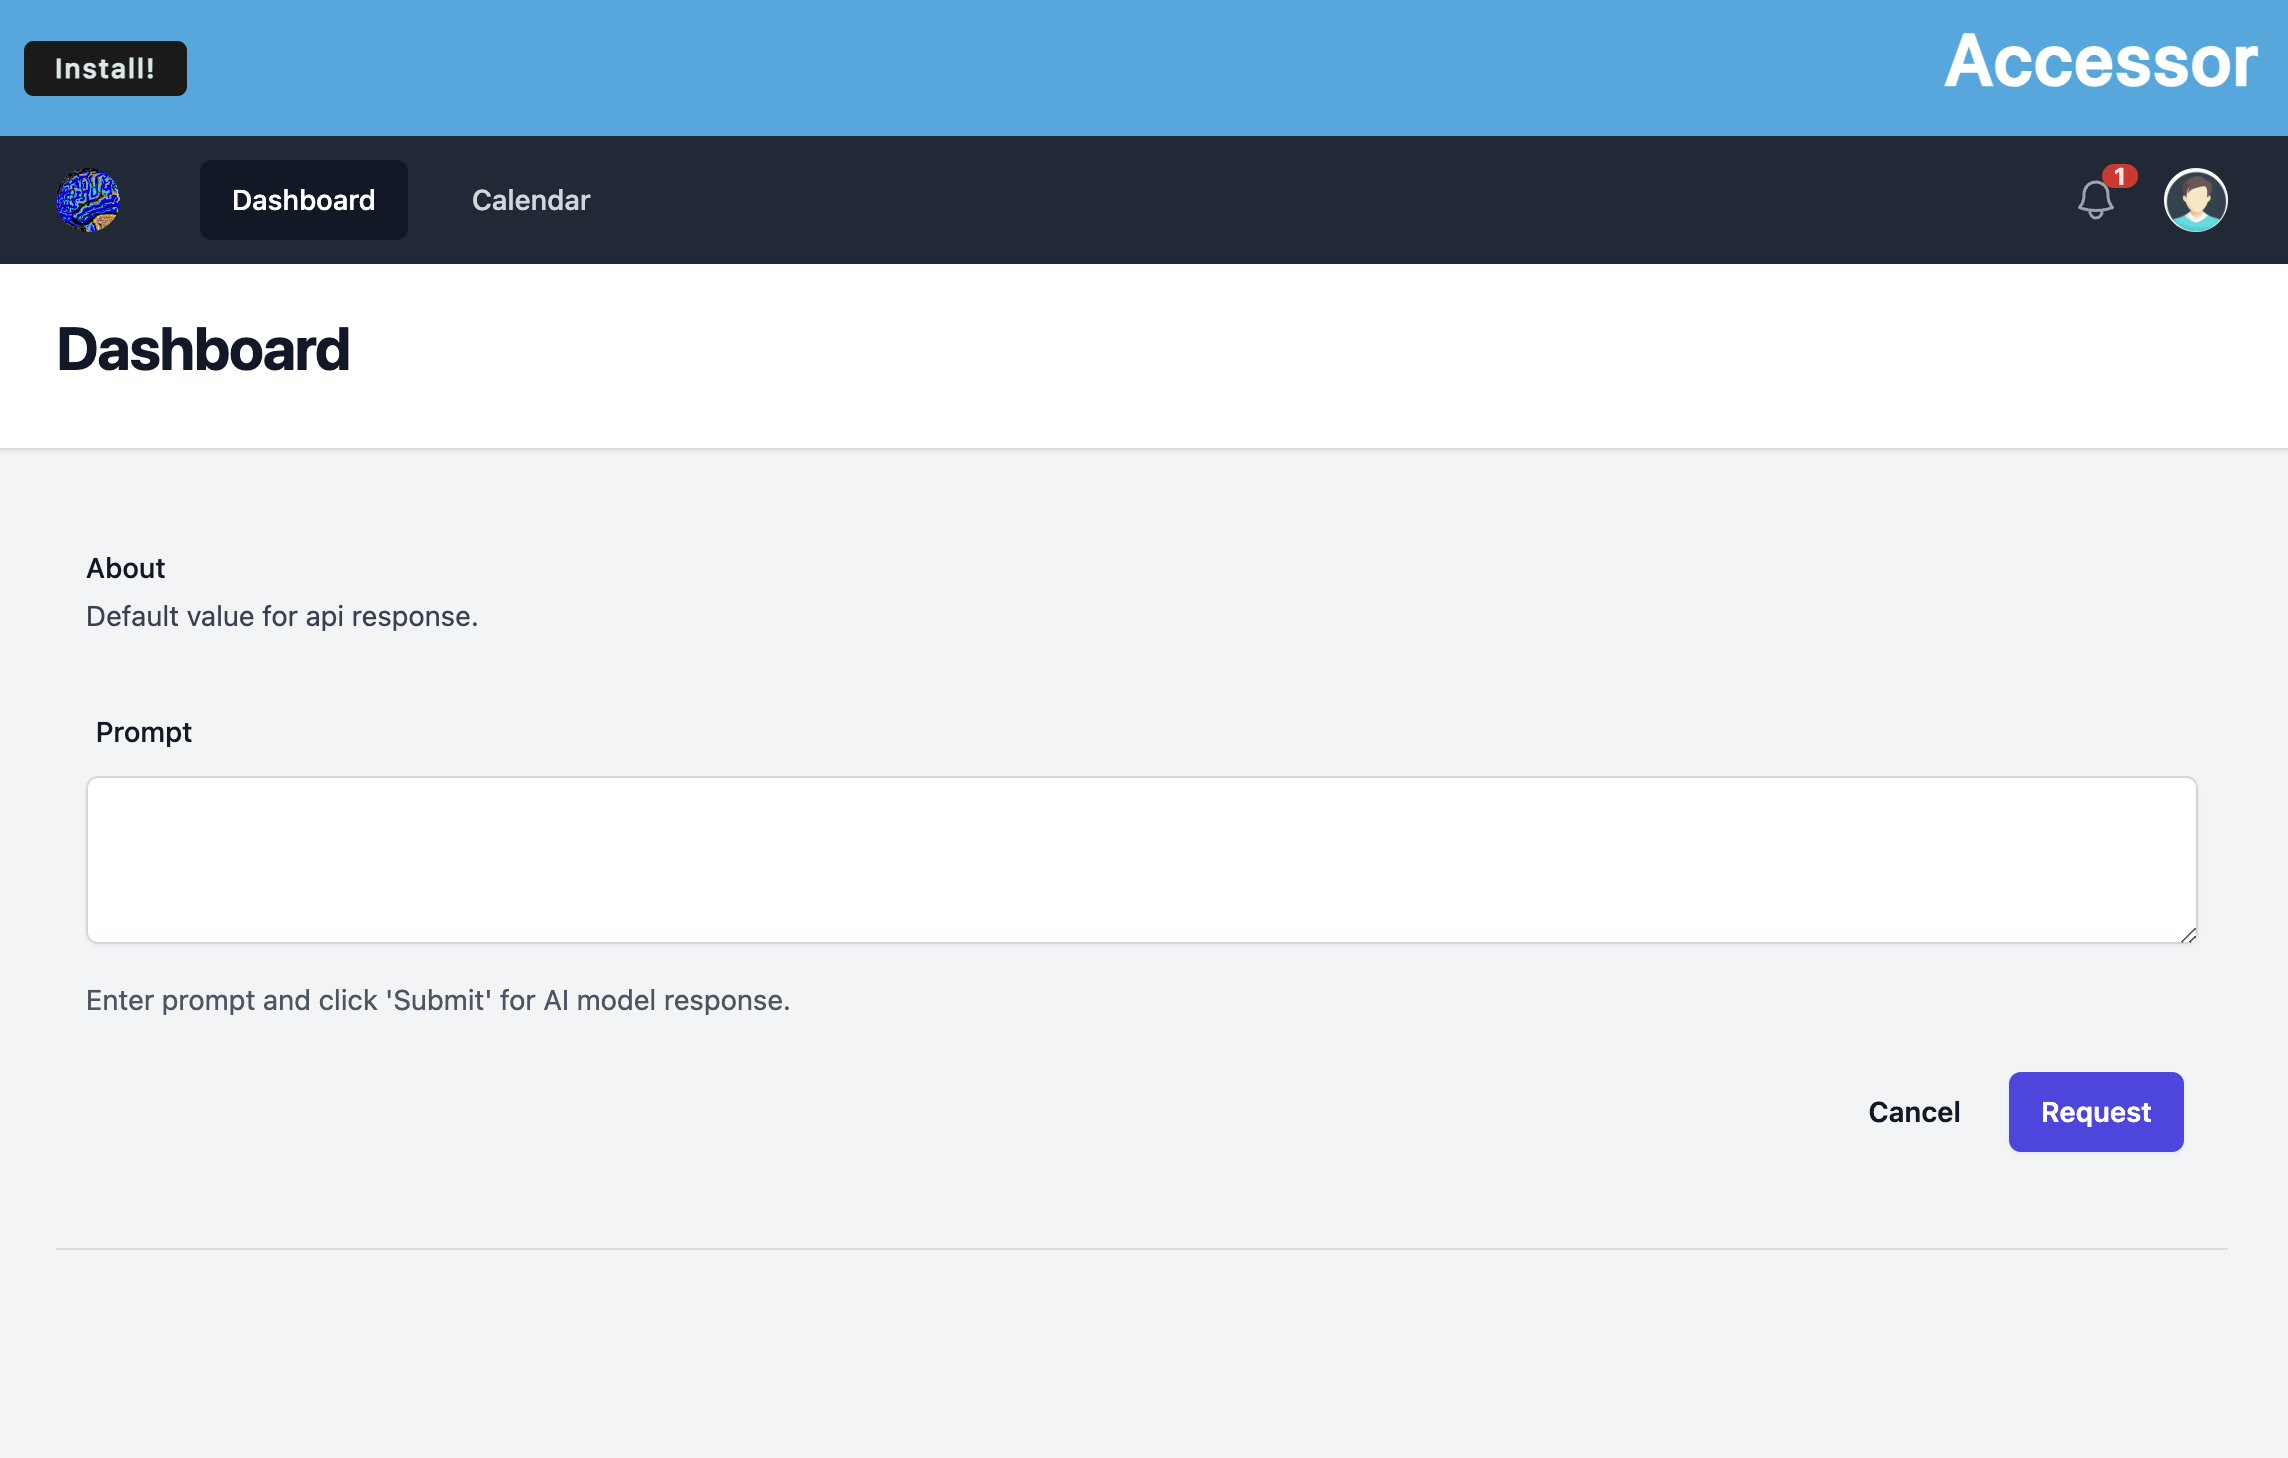 Install!
Accessor
Dashboard
Calendar
1
Dashboard
About
Default value for api response.
Prompt
Enter prompt and click 'Submit' for AI model response.
Cancel
Request